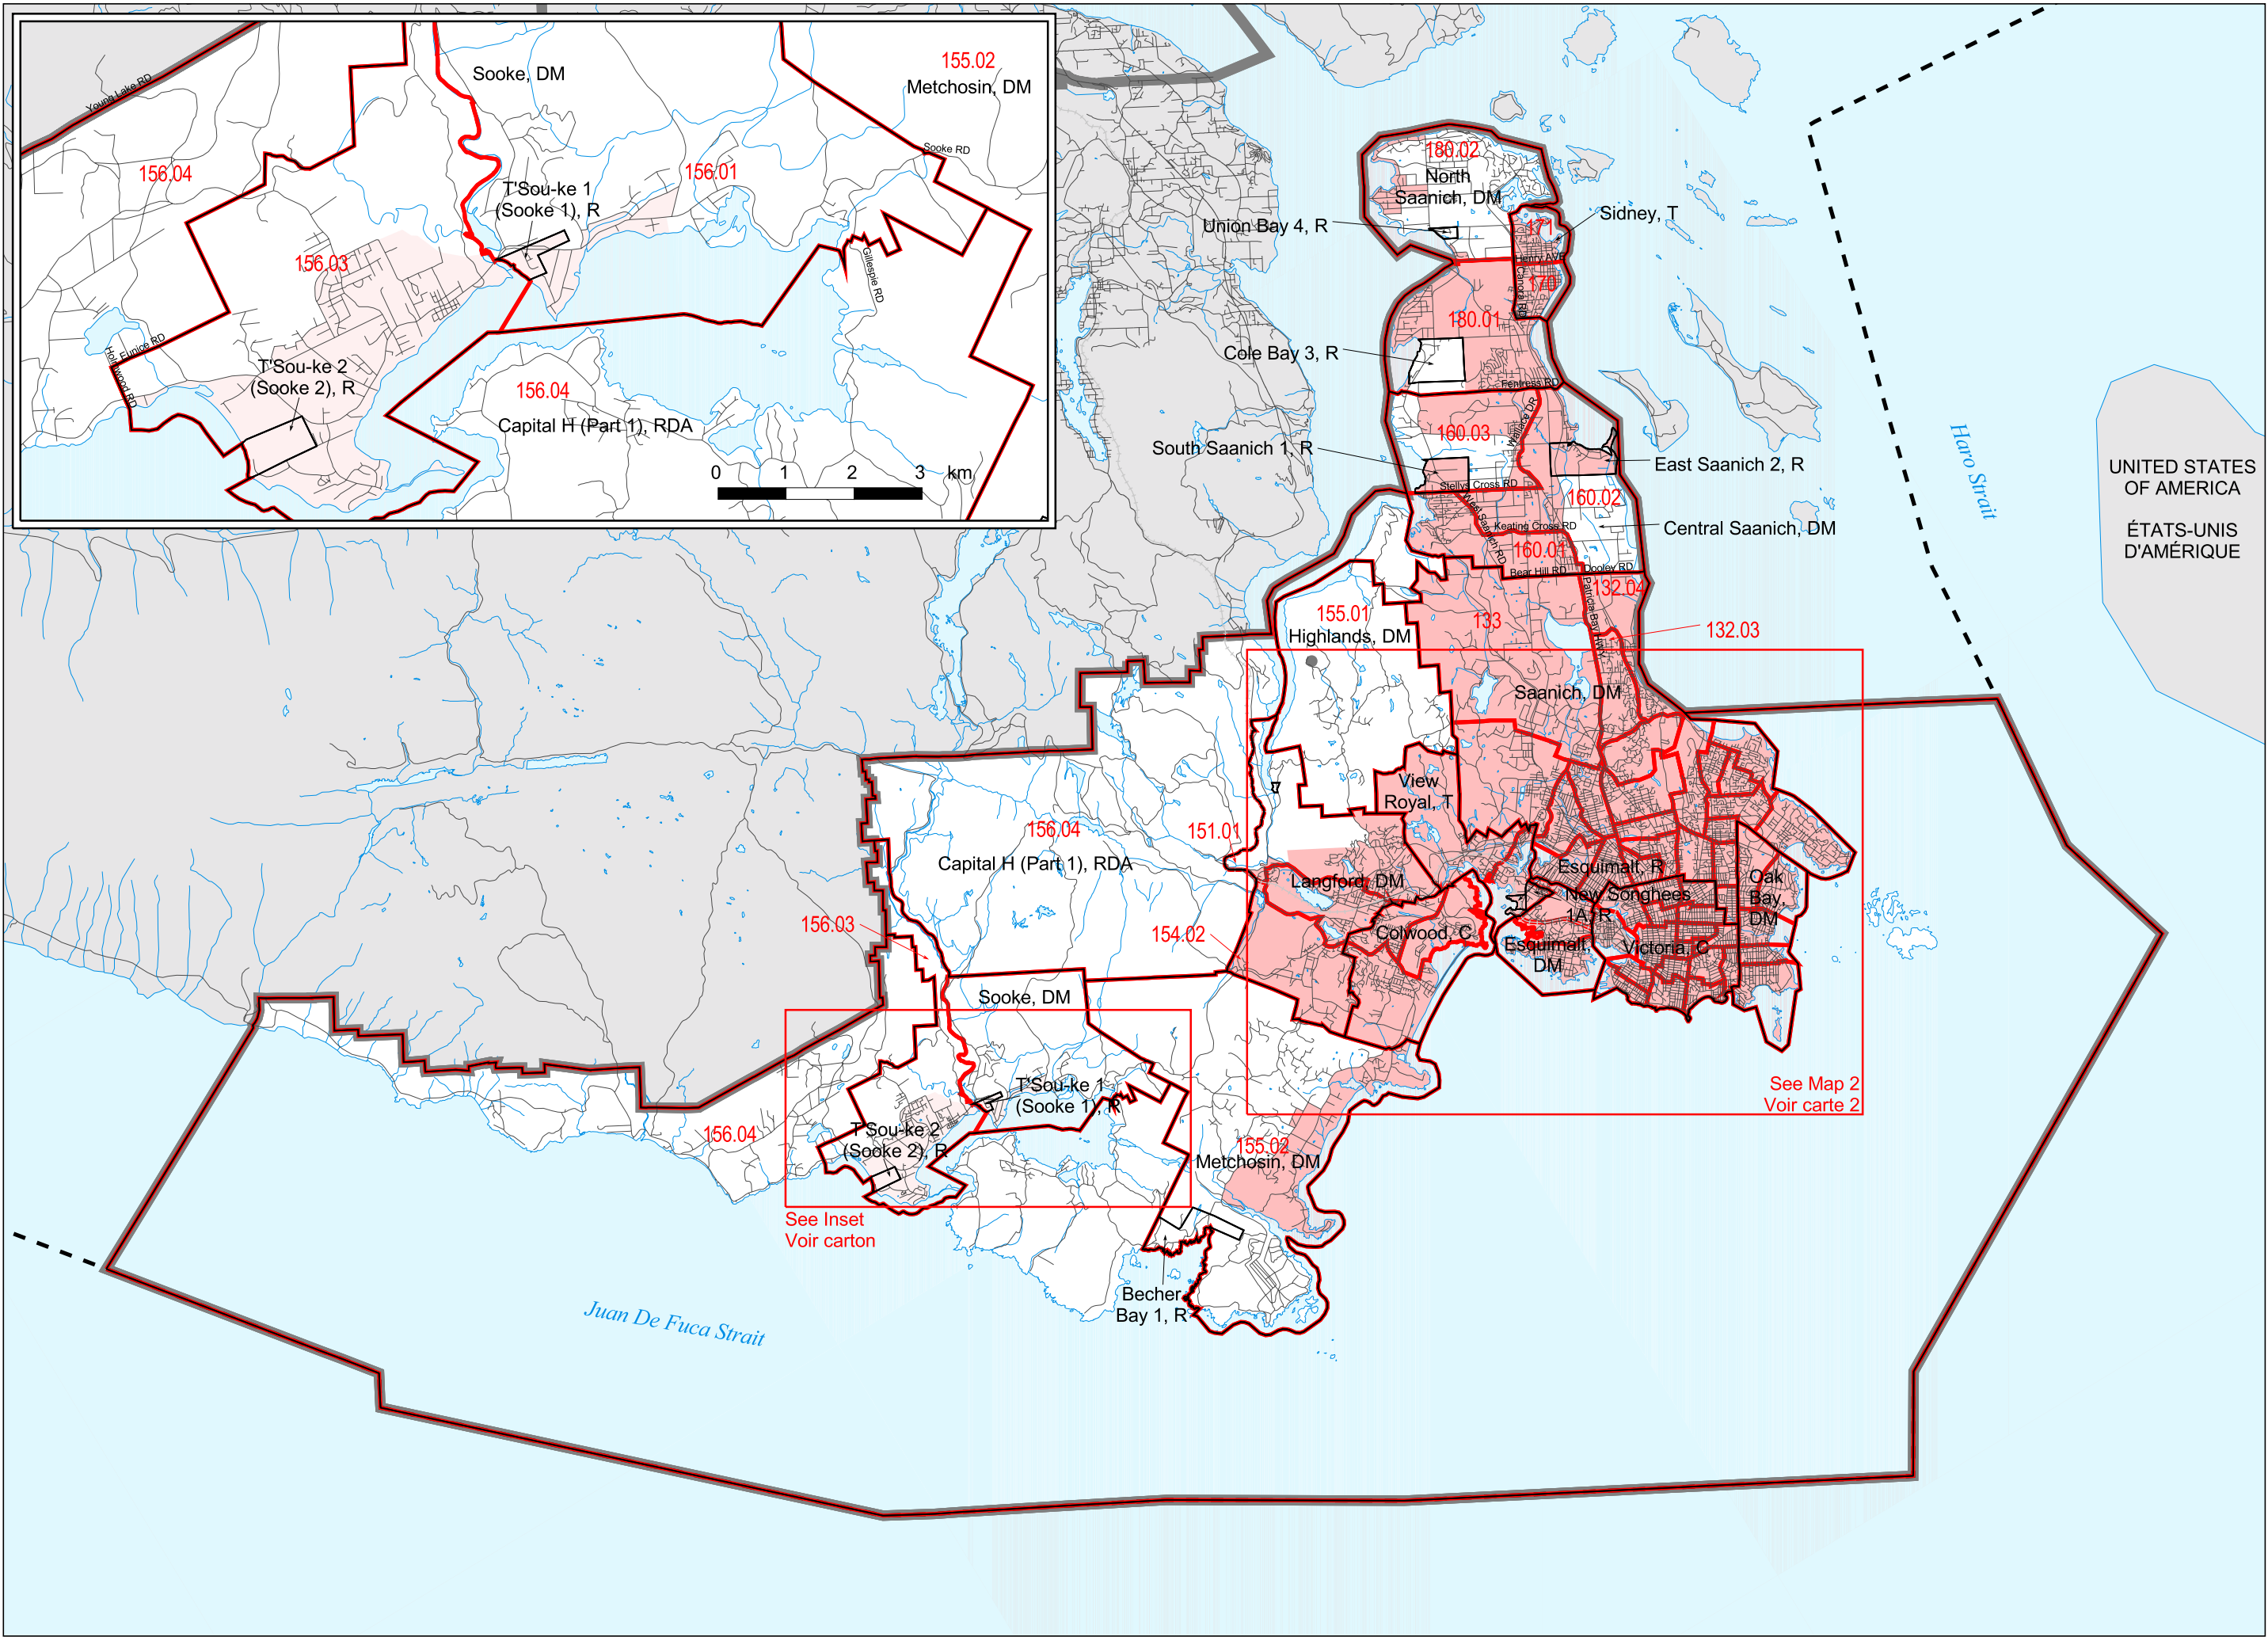 Young Lake RD
Sooke, DM
155.02
Metchosin, DM
Sooke RD
156.04
156.01
T'Sou-ke 1
(Sooke 1), R
156.03
Gillespie RD
Eunice RD
T'Sou-ke 2
(Sooke 2), R
156.04
Capital H (Part 1), RDA
0 1 2 3 km
180.02
North
Saanich, DM
Union Bay 4, R
Sidney, T
171
Henry AVE
Canora RD
170
180.01
Cole Bay 3, R
Fentress RD
Wallace DR
160.03
South Saanich 1, R
East Saanich 2, R
Stellys Cross RD
160.02
West Saanich RD
Keating Cross RD
Central Saanich, DM
160.01
Bear Hill RD
Dooley RD
Patricia Bay HWY
132.04
133
132.03
155.01
Highlands, DM
Saanich, DM
Haro Strait
UNITED STATES
OF AMERICA
ÉTATS-UNIS
D'AMÉRIQUE
View
Royal, T
156.04
Capital H (Part 1), RDA
151.01
Langford, DM
Esquimalt, R
New Songhees
1A, R
Oak
Bay,
DM
156.03
154.02
Colwood, C
Esquimalt,
DM
Victoria, C
Sooke, DM
See Map 2
Voir carte 2
T'Sou-ke 1
(Sooke 1), R
156.04
T'Sou-ke 2
(Sooke 2), R
155.02
Metchosin, DM
See Inset
Voir carton
Becher
Bay 1, R
Juan De Fuca Strait